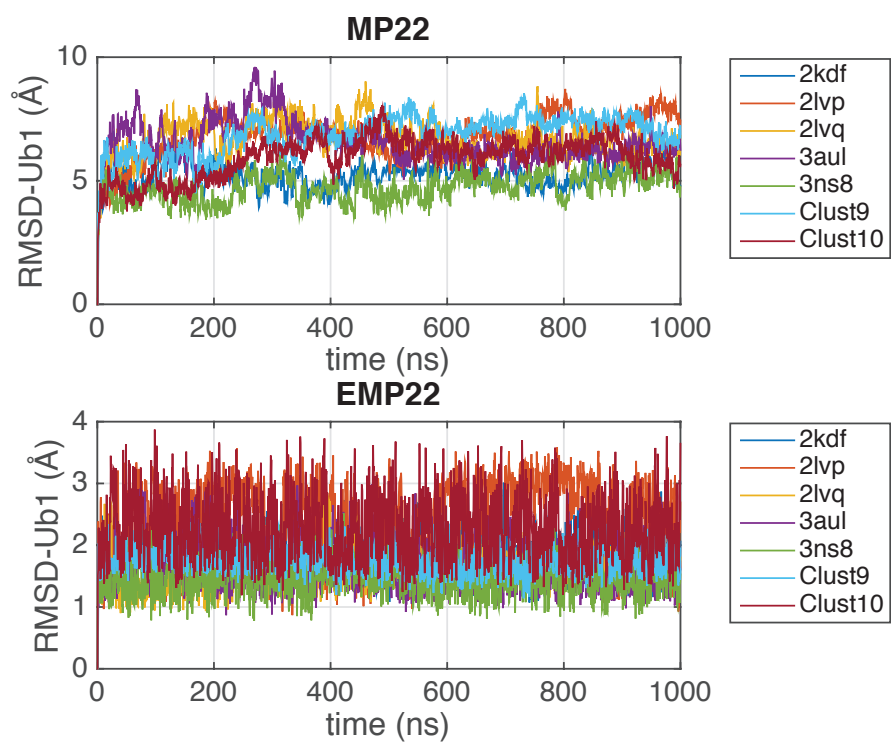 MP22
10
5
0
RMSD-Ub1 (Å)
0 200 400 600 800 1000
time (ns)
2kdf
2lvp
2lvq
3aul
3ns8
Clust9
Clust10
EMP22
4
3
2
1
0
RMSD-Ub1 (Å)
0 200 400 600 800 1000
time (ns)
2kdf
2lvp
2lvq
3aul
3ns8
Clust9
Clust10